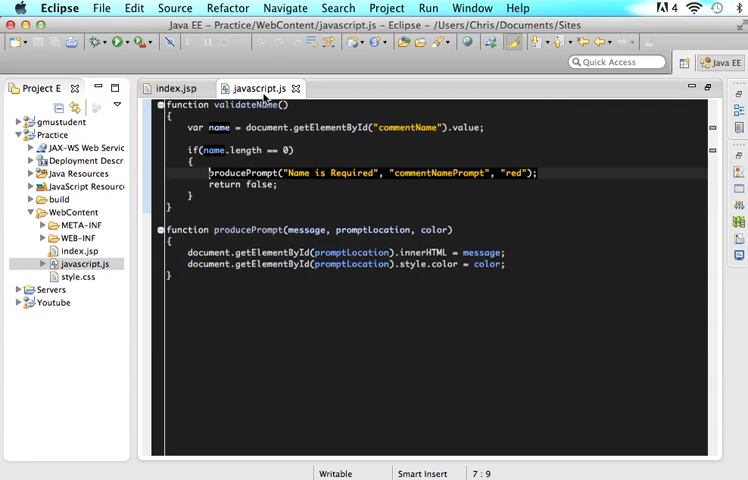 Eclipse File Edit Navigate Search Project Run Window Help 4
Java EE - Practice/WebContent/javascript.js - Eclipse - /Users/Chris/Documents/Sites
Quick Access
Java EE
Project E
index.jsp
javascript.js
gmustudent
Practice
JAX-WS Web Servic
Deployment Descr
Java Resources
JavaScript Resource
build
WebContent
META-INF
WEB-INF
index.jsp
javascript.js
style.css
Servers
Youtube
function validateName()
{
var name = document.getElementById("commentName").value;
if(name.length == 0)
{
producePrompt("Name is Required", "commentNamePrompt", "red");
return false;
}
}
function producePrompt(message, promptLocation, color)
{
document.getElementById(promptLocation).innerHTML = message;
document.getElementById(promptLocation).style.color = color;
}
Writable
Smart Insert
7 : 9